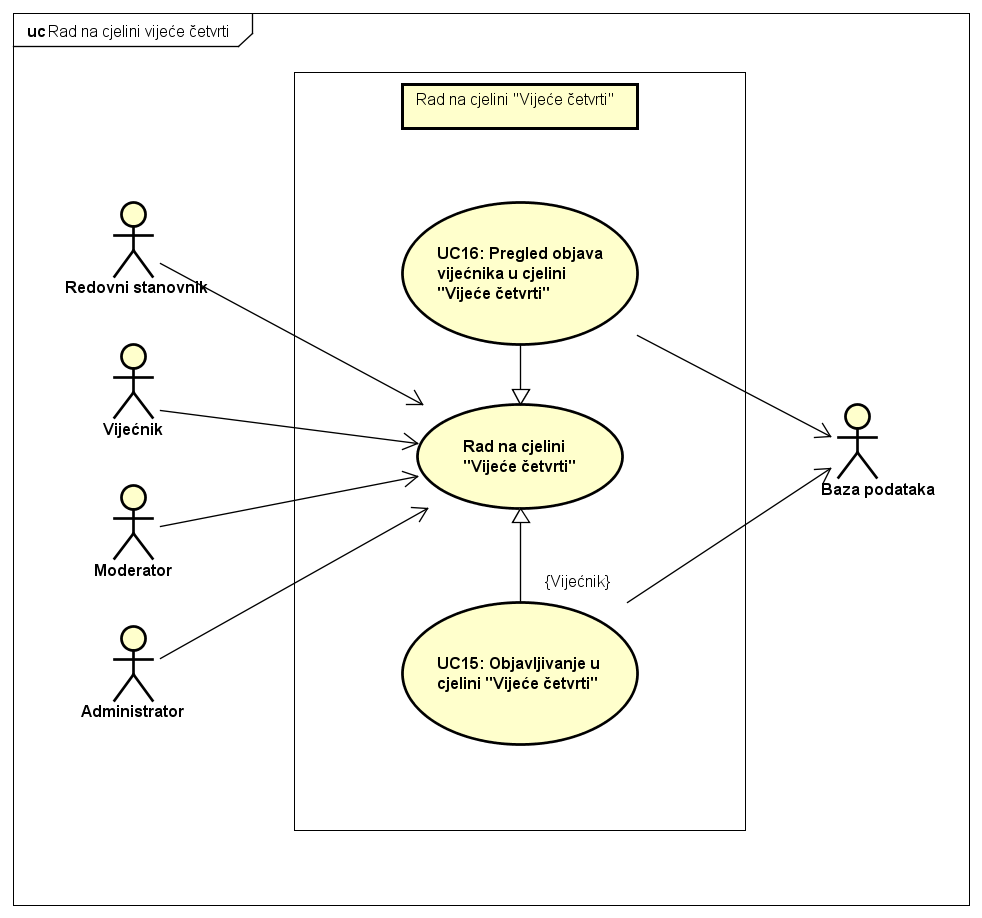 uc Rad na cjelini vijeće četvrti
Rad na cjelini "Vijeće četvrti"
Redovni stanovnik
UC16: Pregled objava
vijećnika u cjelini
"Vijeće četvrti"
Vijećnik
Rad na cjelini
"Vijeće četvrti"
Baza podataka
Moderator
{Vijećnik}
UC15: Objavljivanje u
cjelini "Vijeće četvrti"
Administrator